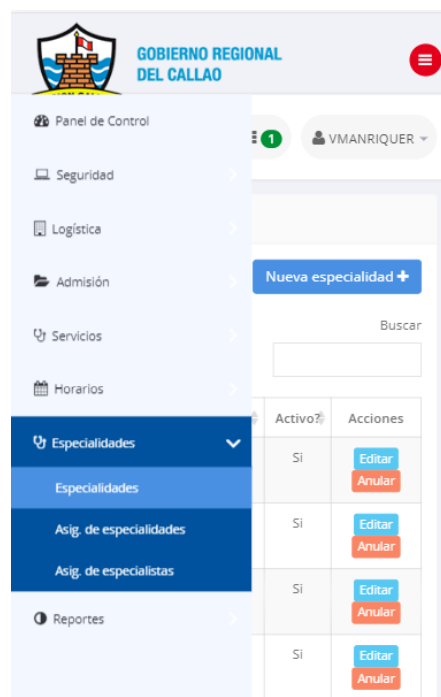 GOBIERNO REGIONAL
DEL CALLAO
Panel de Control
1
VMANRIQUER
Seguridad
Logística
Admisión
Nueva especialidad +
Servicios
Buscar
Horarios
Activo?
Acciones
Especialidades
Si
Editar
Anular
Especialidades
Asig. de especialidades
Si
Editar
Anular
Asig. de especialistas
Si
Editar
Anular
Reportes
Si
Editar
Anular